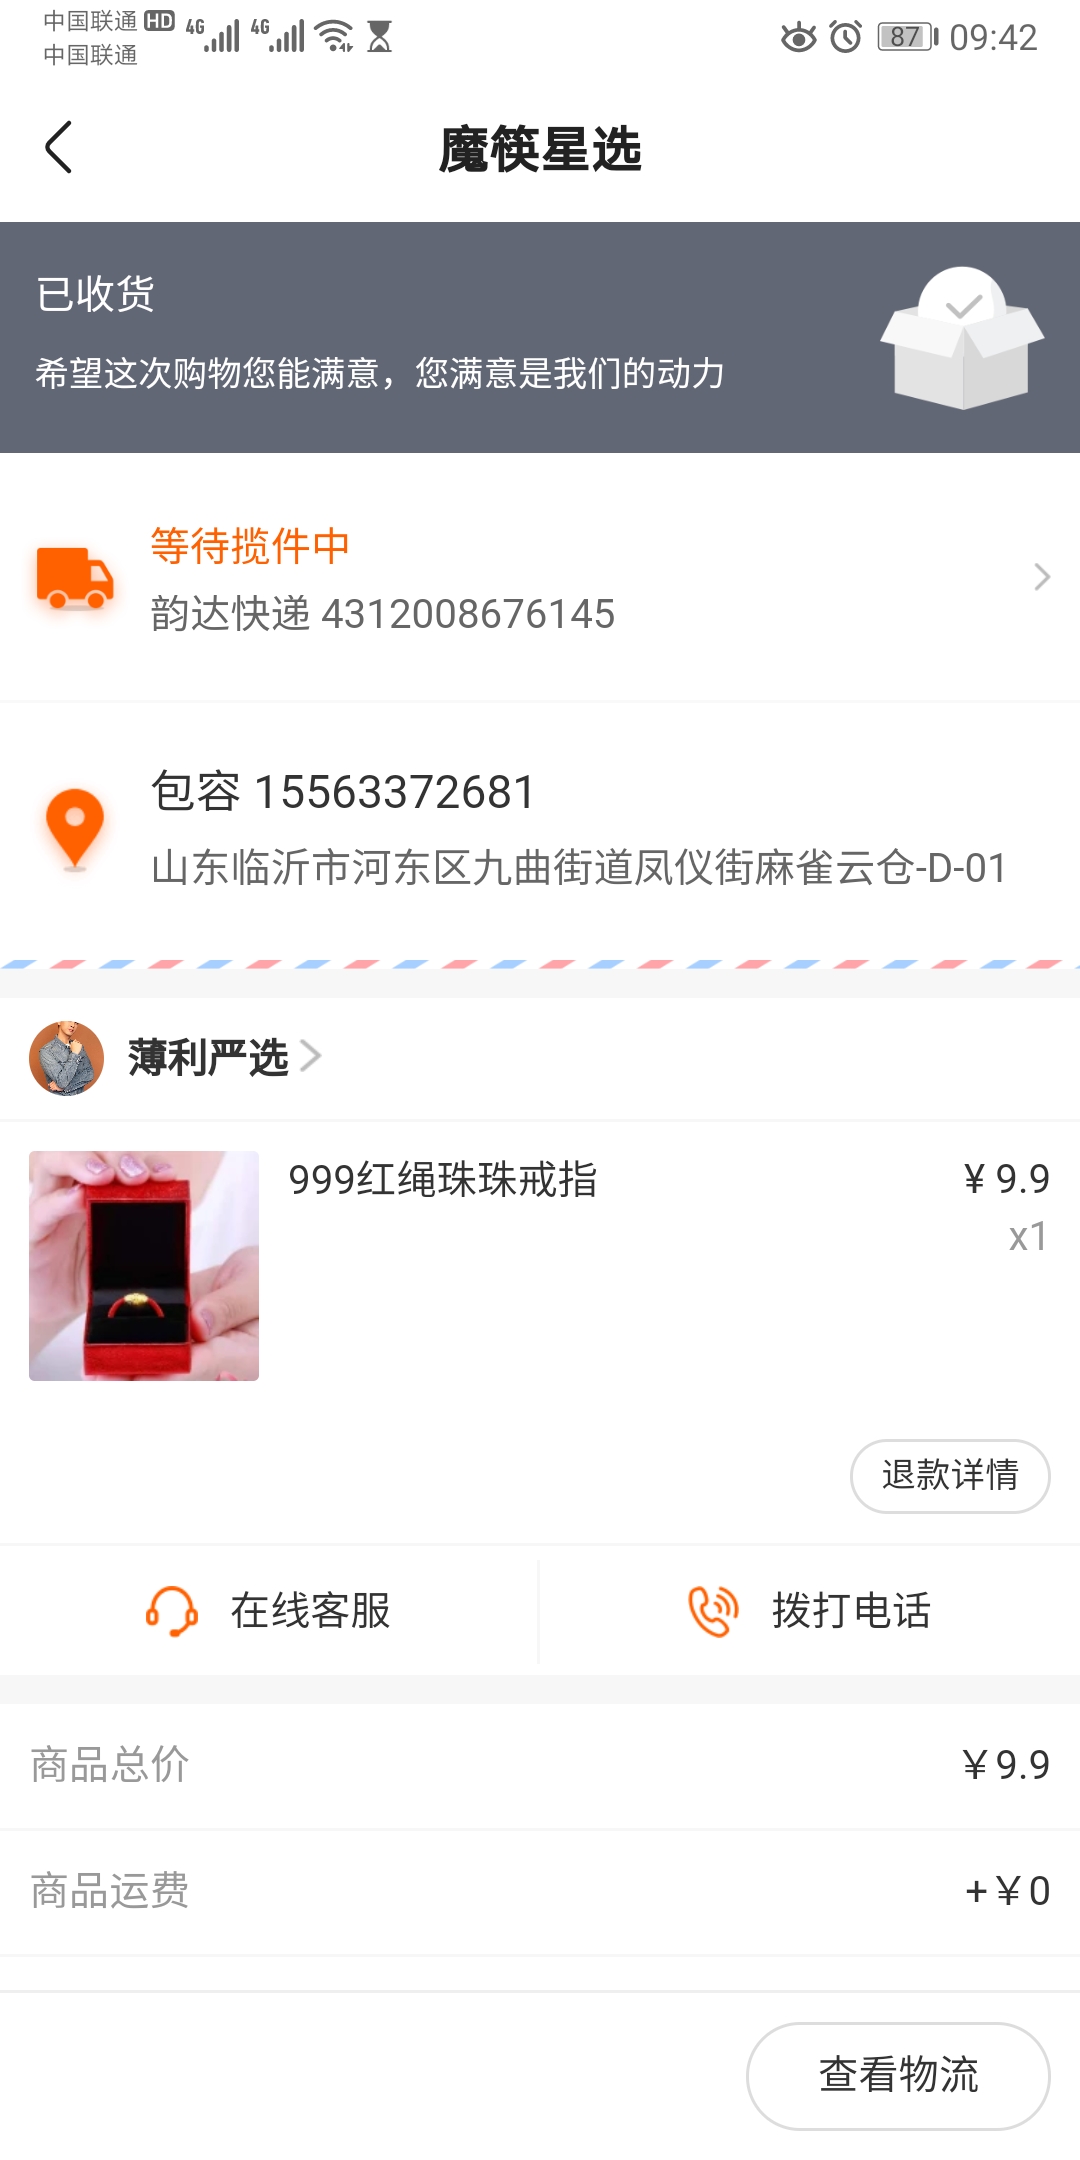 中国联通 HD 4G 4G 87 09:42
中国联通
魔筷星选
已收货
希望这次购物您能满意，您满意是我们的动力
等待揽件中
韵达快递 4312008676145
包容 15563372681
山东临沂市河东区九曲街道凤仪街麻雀云仓-D-01
薄利严选
999红绳珠珠戒指 ¥ 9.9
x1
退款详情
在线客服 拨打电话
商品总价 ￥9.9
商品运费 +￥0
查看物流